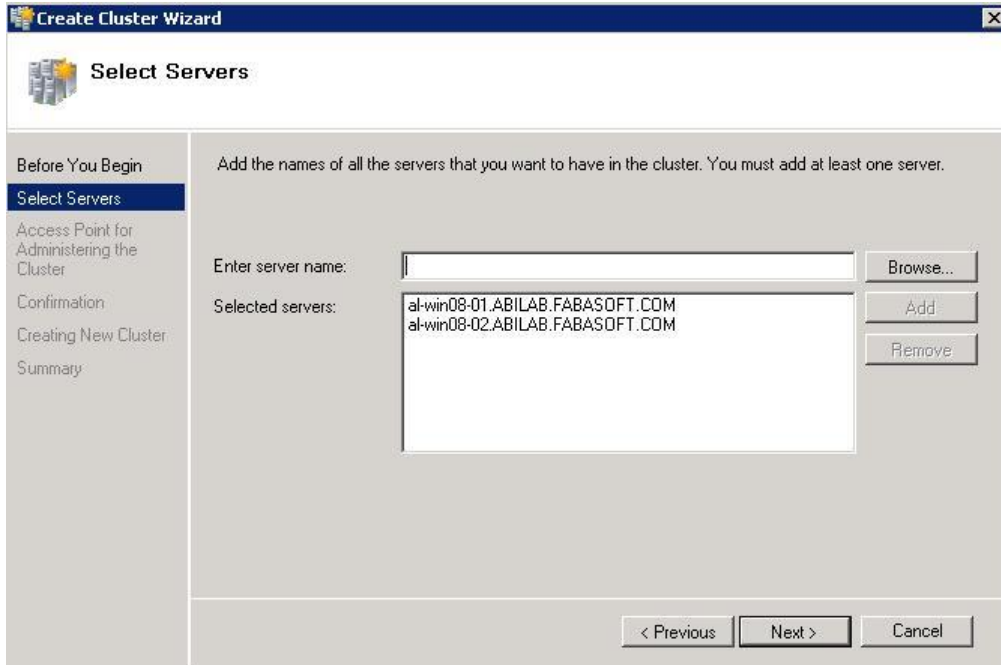 Create Cluster Wizard
Select Servers
Before You Begin
Select Servers
Access Point for
Administering the
Cluster
Confirmation
Creating New Cluster
Summary
Add the names of all the servers that you want to have in the cluster. You must add at least one server.
Enter server name:
Browse...
Selected servers:
al-win08-01.ABILAB.FABASOFT.COM
al-win08-02.ABILAB.FABASOFT.COM
Add
Remove
< Previous
Next >
Cancel